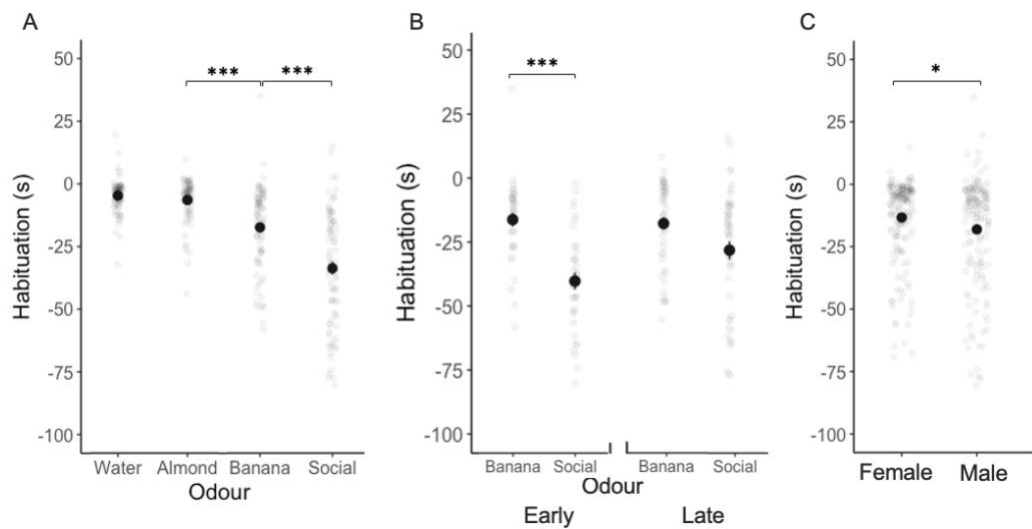 A
Habituation (s)
50
25
0
-25
-50
-75
-100
***
***
Water Almond Banana Social
Odour
B
Habituation (s)
50
25
0
-25
-50
-75
-100
***
Banana Social Banana Social
Odour
Early Late
C
Habituation (s)
50
25
0
-25
-50
-75
-100
*
Female Male